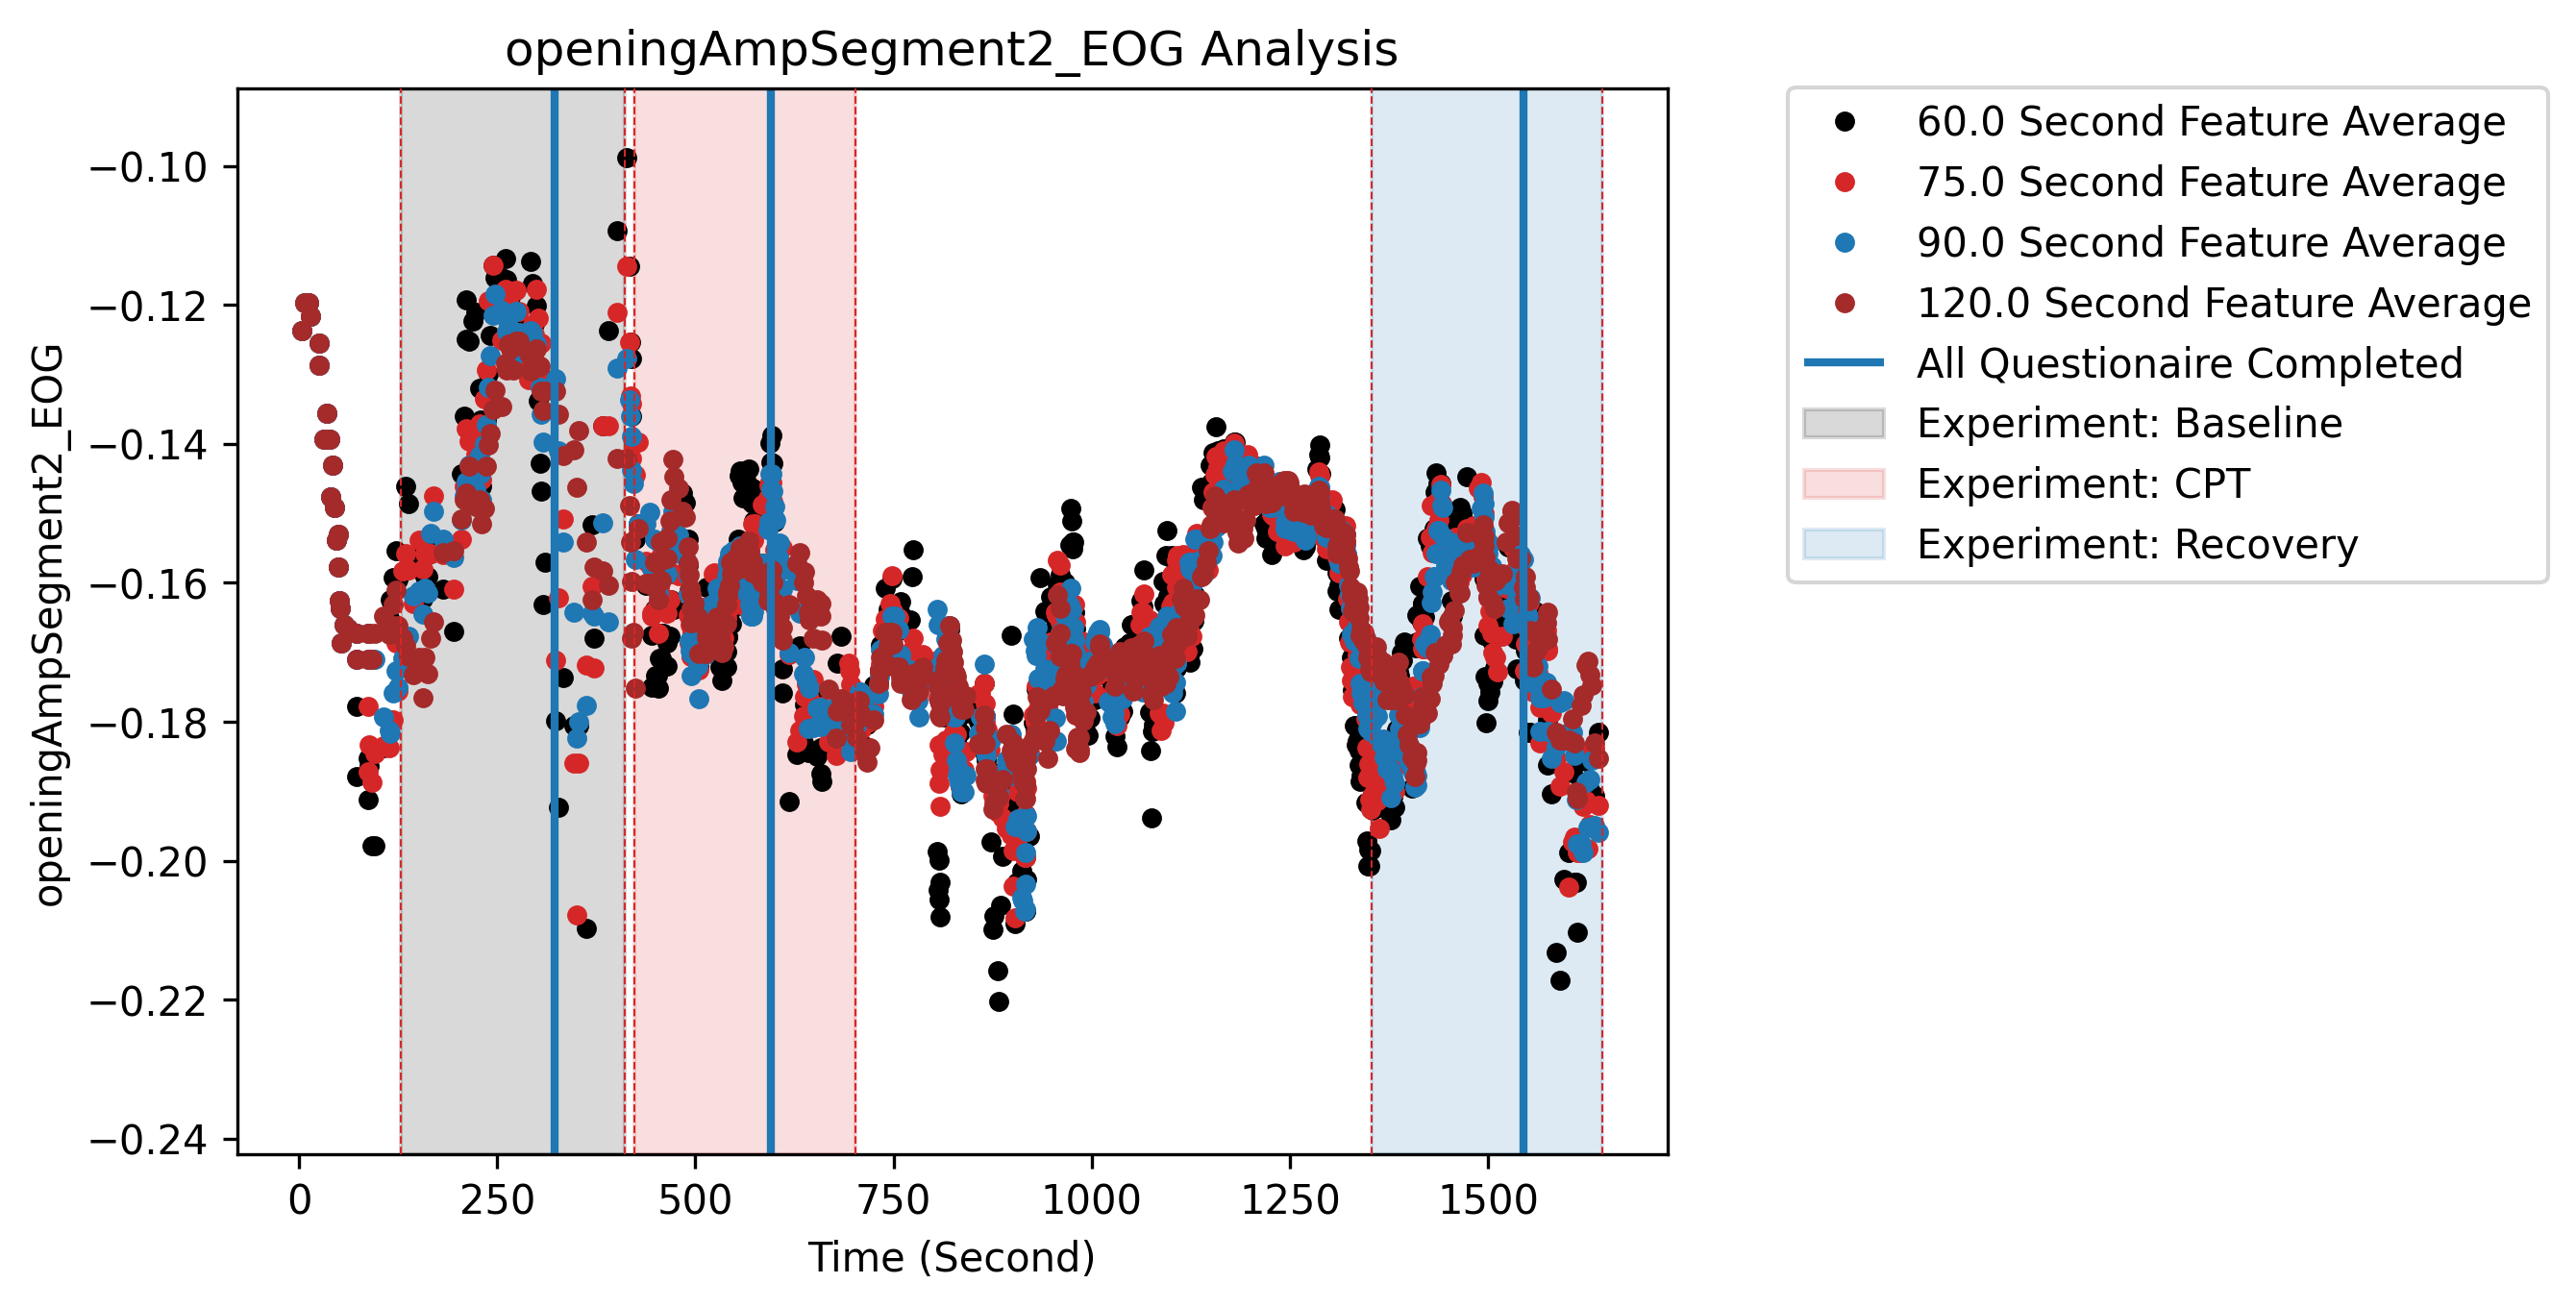 openingAmpSegment2_EOG Analysis
openingAmpSegment2_EOG
−0.10
−0.12
−0.14
−0.16
−0.18
−0.20
−0.22
−0.24
0 250 500 750 1000 1250 1500
Time (Second)
60.0 Second Feature Average
75.0 Second Feature Average
90.0 Second Feature Average
120.0 Second Feature Average
All Questionaire Completed
Experiment: Baseline
Experiment: CPT
Experiment: Recovery